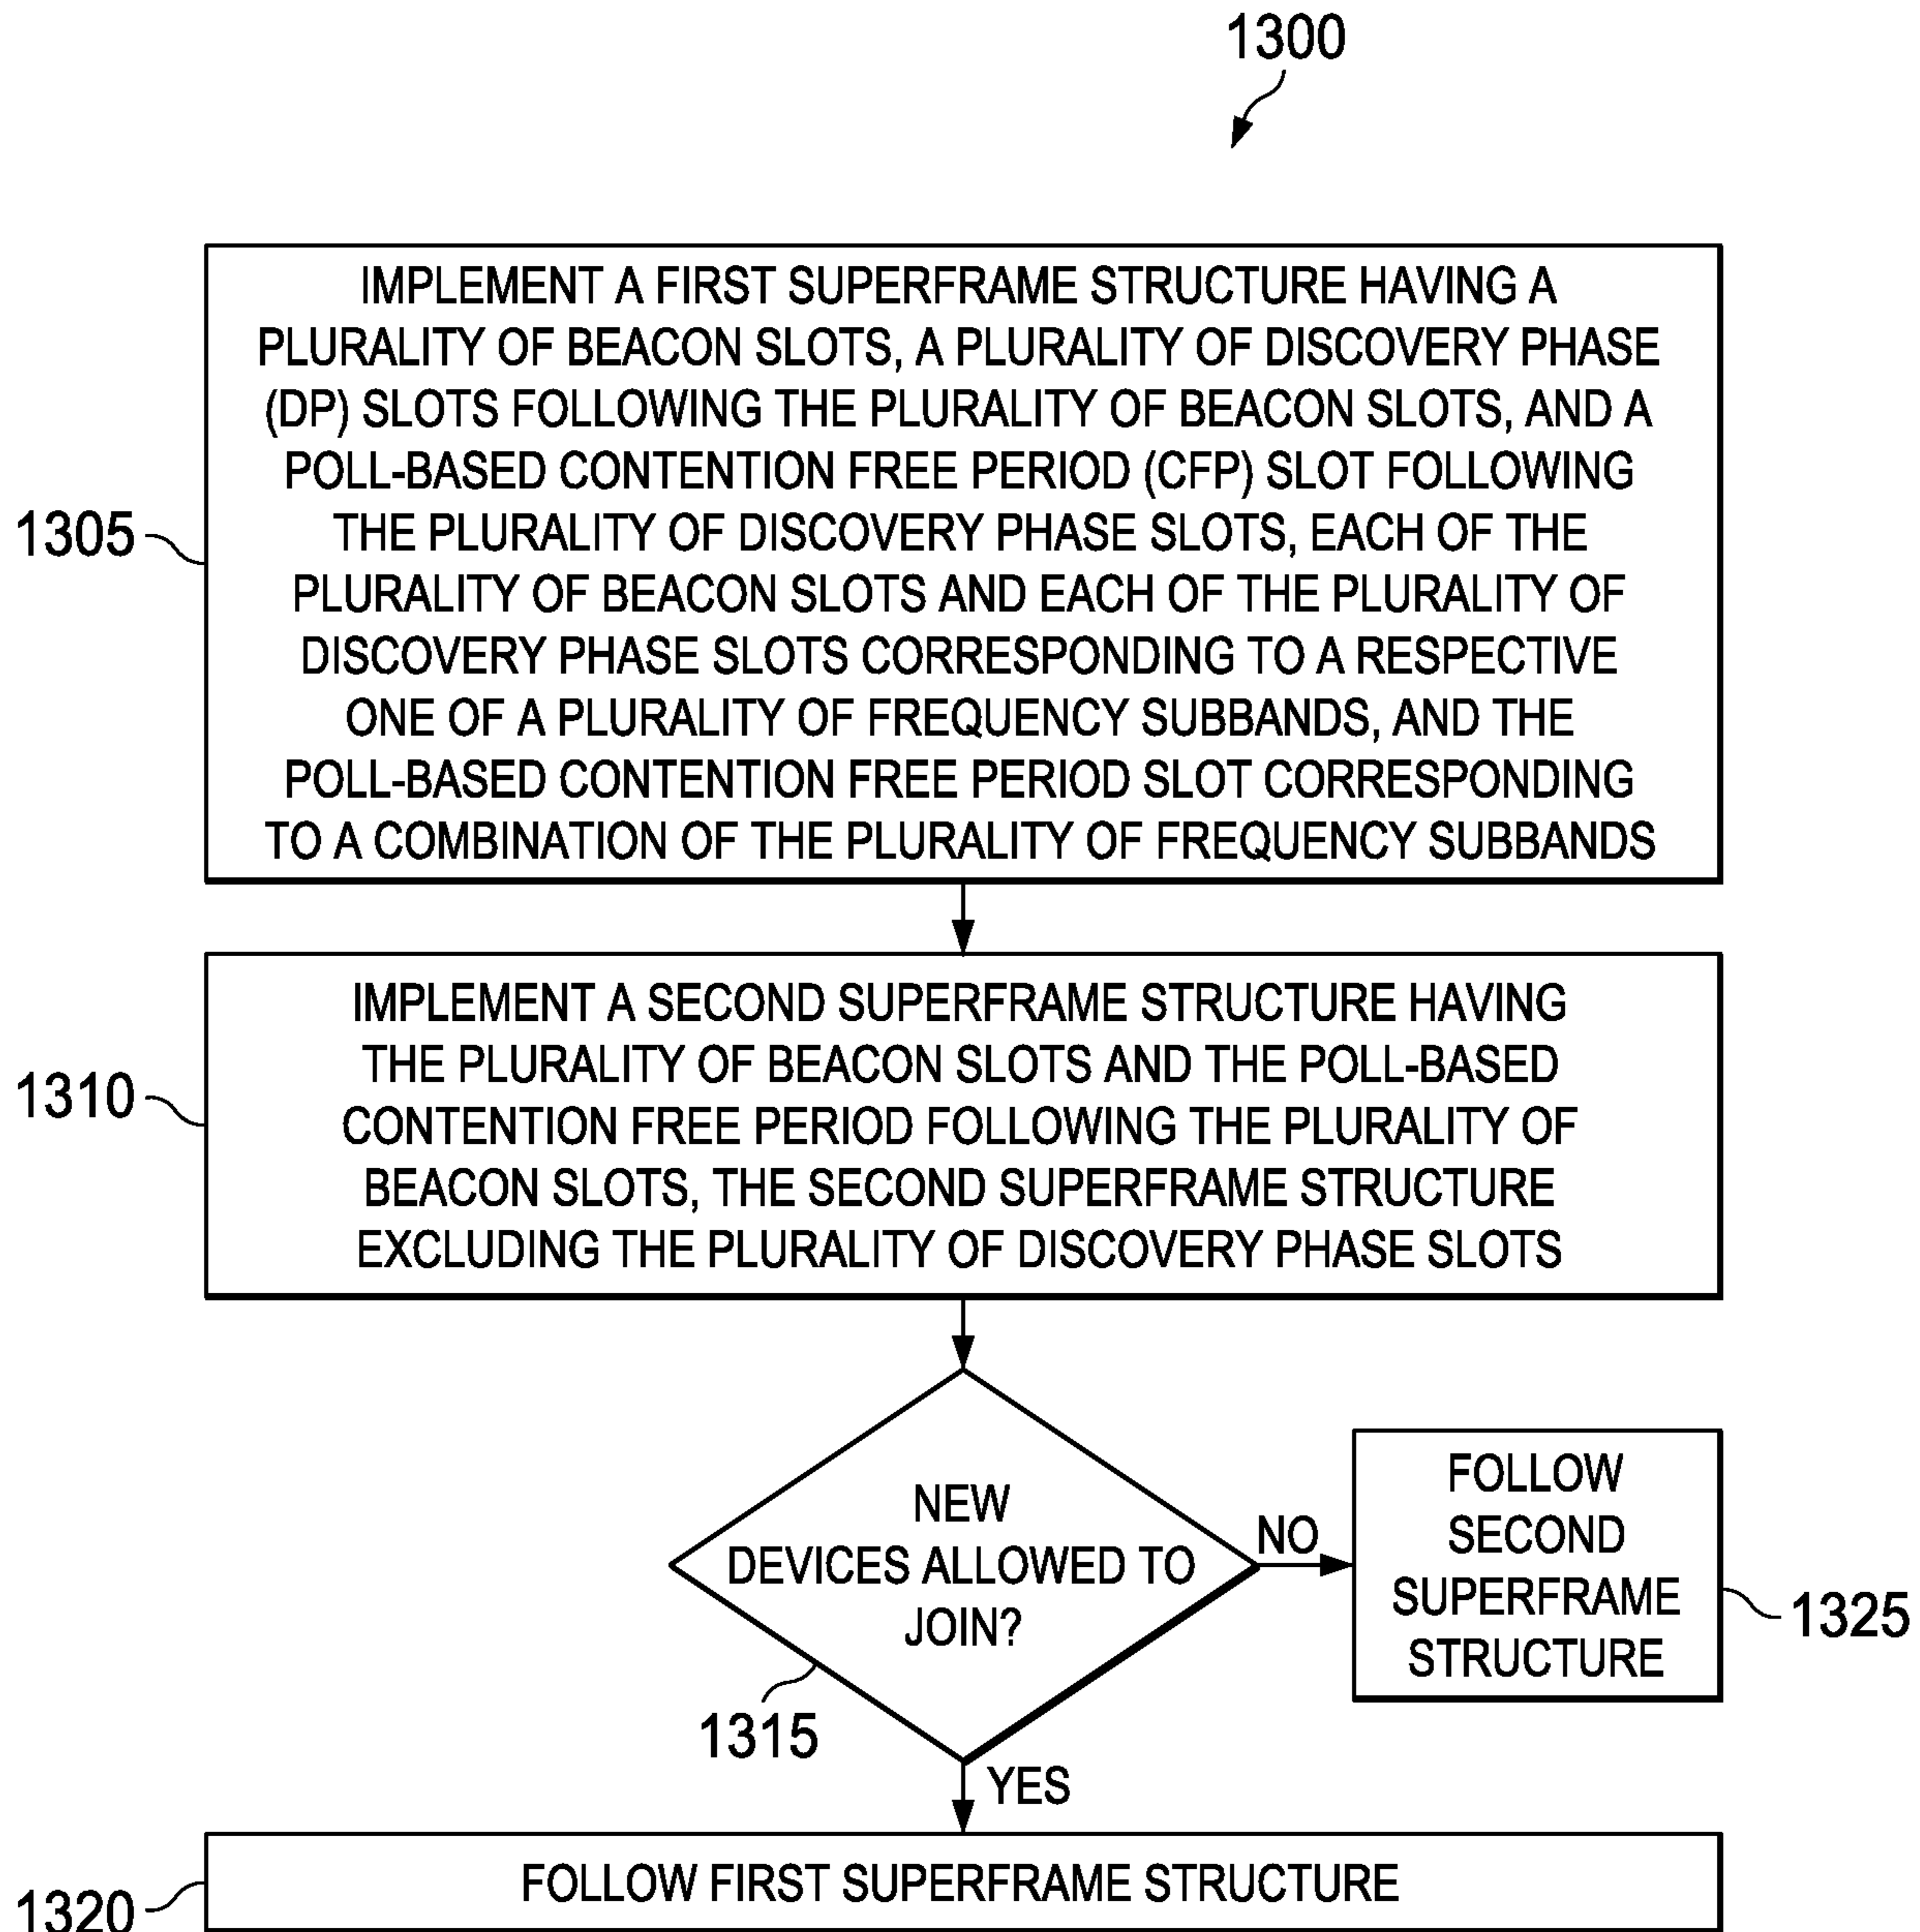 1300
IMPLEMENT A FIRST SUPERFRAME STRUCTURE HAVING A
PLURALITY OF BEACON SLOTS, A PLURALITY OF DISCOVERY PHASE
(DP) SLOTS FOLLOWING THE PLURALITY OF BEACON SLOTS, AND A
POLL-BASED CONTENTION FREE PERIOD (CFP) SLOT FOLLOWING
THE PLURALITY OF DISCOVERY PHASE SLOTS, EACH OF THE
PLURALITY OF BEACON SLOTS AND EACH OF THE PLURALITY OF
DISCOVERY PHASE SLOTS CORRESPONDING TO A RESPECTIVE
ONE OF A PLURALITY OF FREQUENCY SUBBANDS, AND THE
POLL-BASED CONTENTION FREE PERIOD SLOT CORRESPONDING
TO A COMBINATION OF THE PLURALITY OF FREQUENCY SUBBANDS
1305
IMPLEMENT A SECOND SUPERFRAME STRUCTURE HAVING
THE PLURALITY OF BEACON SLOTS AND THE POLL-BASED
CONTENTION FREE PERIOD FOLLOWING THE PLURALITY OF
BEACON SLOTS, THE SECOND SUPERFRAME STRUCTURE
EXCLUDING THE PLURALITY OF DISCOVERY PHASE SLOTS
1310
NEW
DEVICES ALLOWED TO
JOIN?
1315
NO
FOLLOW
SECOND
SUPERFRAME
STRUCTURE
1325
YES
FOLLOW FIRST SUPERFRAME STRUCTURE
1320